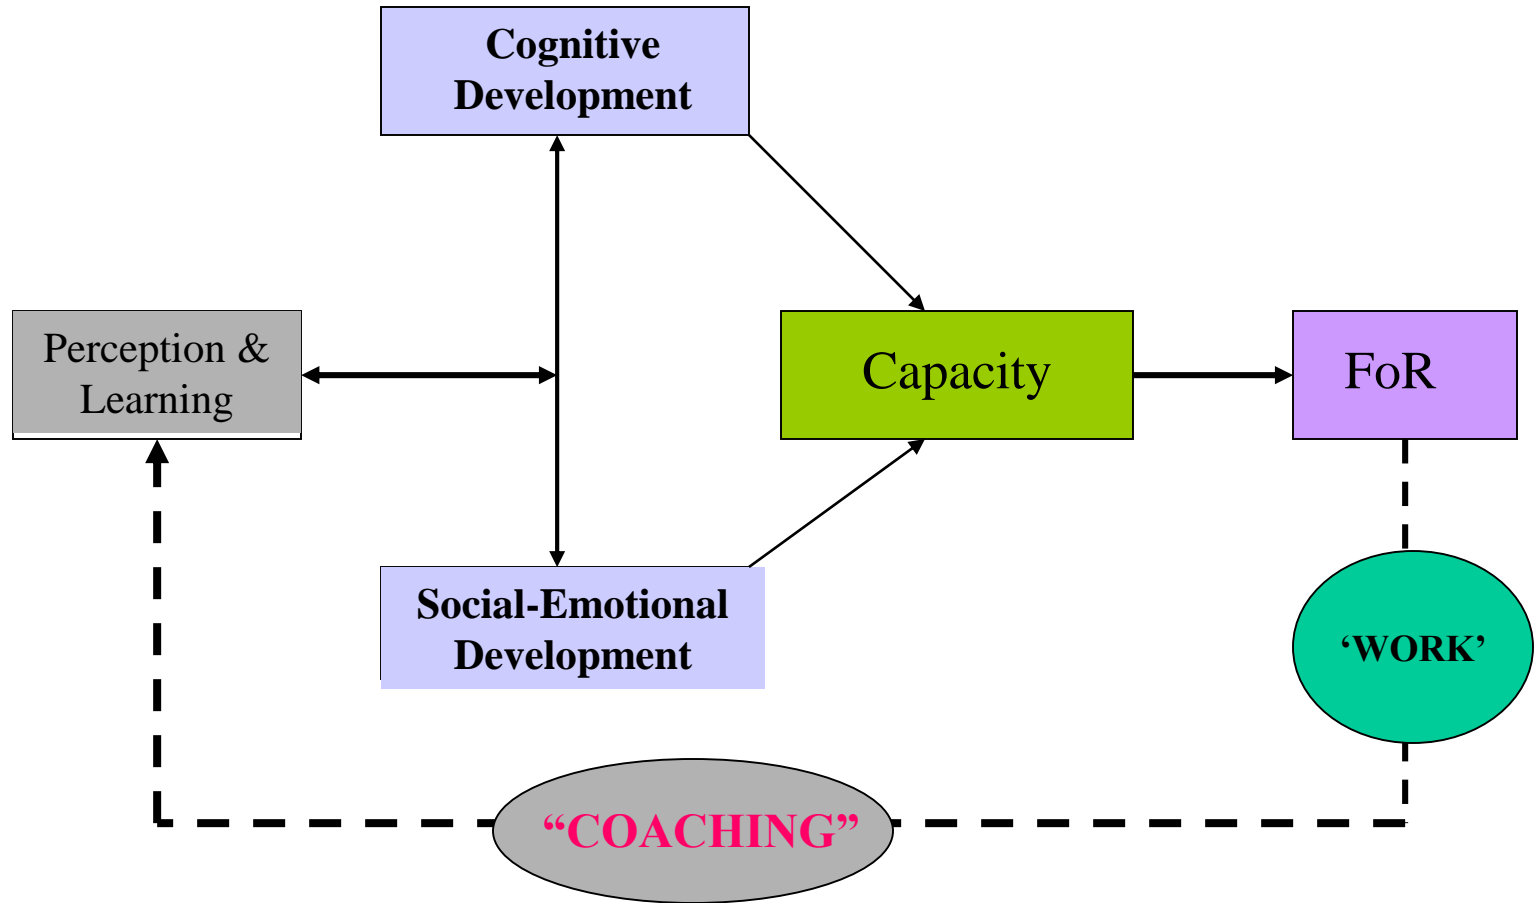 Cognitive
Development
Perception &
Learning
Capacity
FoR
Social-Emotional
Development
‘WORK’
“COACHING”